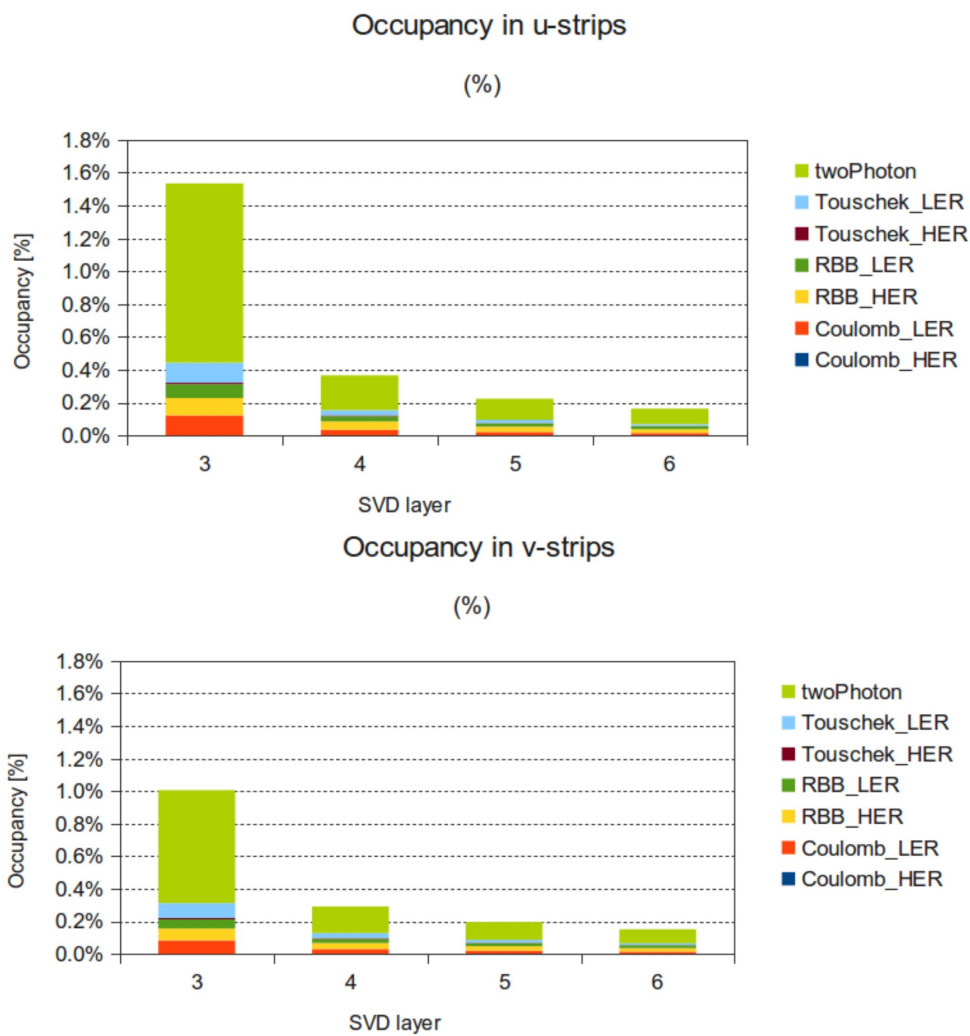 Occupancy in u-strips
(%)
Occupancy [%]
1.8%
1.6%
1.4%
1.2%
1.0%
0.8%
0.6%
0.4%
0.2%
0.0%
3 4 5 6
SVD layer
twoPhoton
Touschek_LER
Touschek_HER
RBB_LER
RBB_HER
Coulomb_LER
Coulomb_HER
Occupancy in v-strips
(%)
Occupancy [%]
1.8%
1.6%
1.4%
1.2%
1.0%
0.8%
0.6%
0.4%
0.2%
0.0%
3 4 5 6
SVD layer
twoPhoton
Touschek_LER
Touschek_HER
RBB_LER
RBB_HER
Coulomb_LER
Coulomb_HER